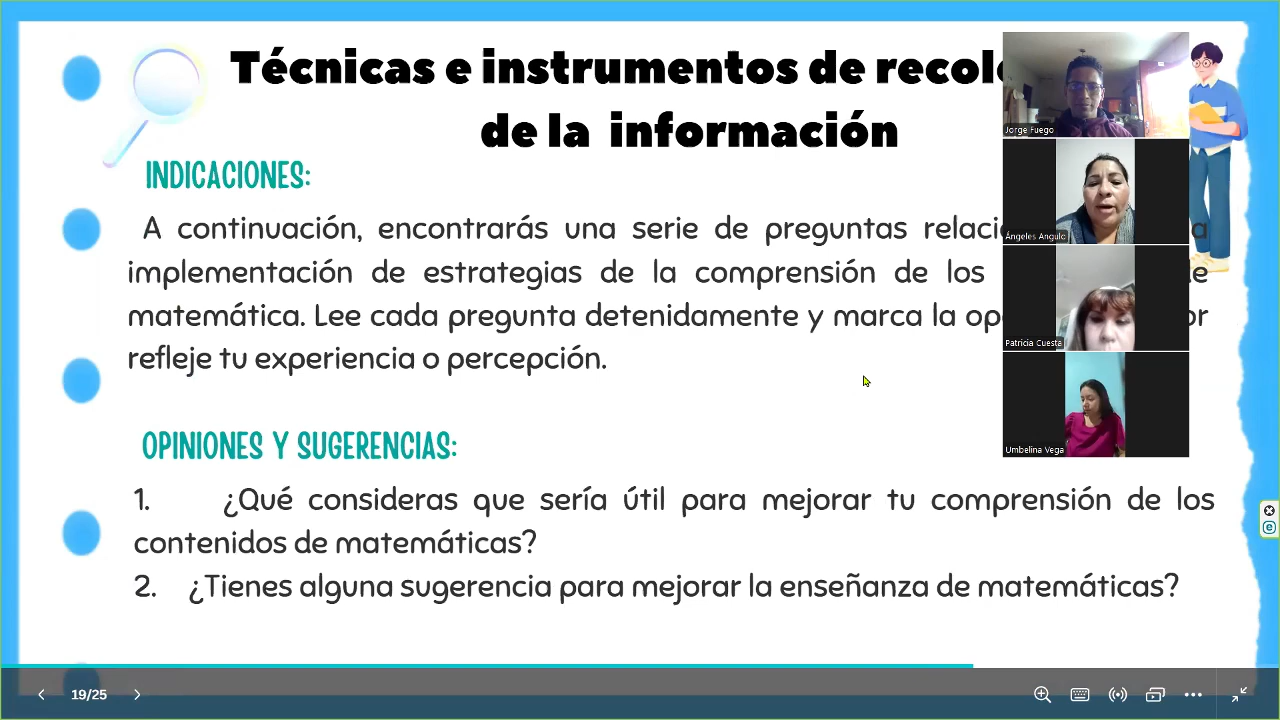 Técnicas e instrumentos de recole
de la información
INDICACIONES:
A continuación, encontrarás una serie de preguntas relaci a
implementación de estrategias de la comprensión de los e
matemática. Lee cada pregunta detenidamente y marca la op or
refleje tu experiencia o percepción.
OPINIONES Y SUGERENCIAS:
1. ¿Qué consideras que sería útil para mejorar tu comprensión de los
contenidos de matemáticas?
2. ¿Tienes alguna sugerencia para mejorar la enseñanza de matemáticas?
Jorge Fuego
Ángeles Angulo
Patricia Cuesta
Umbelina Vega
19/25